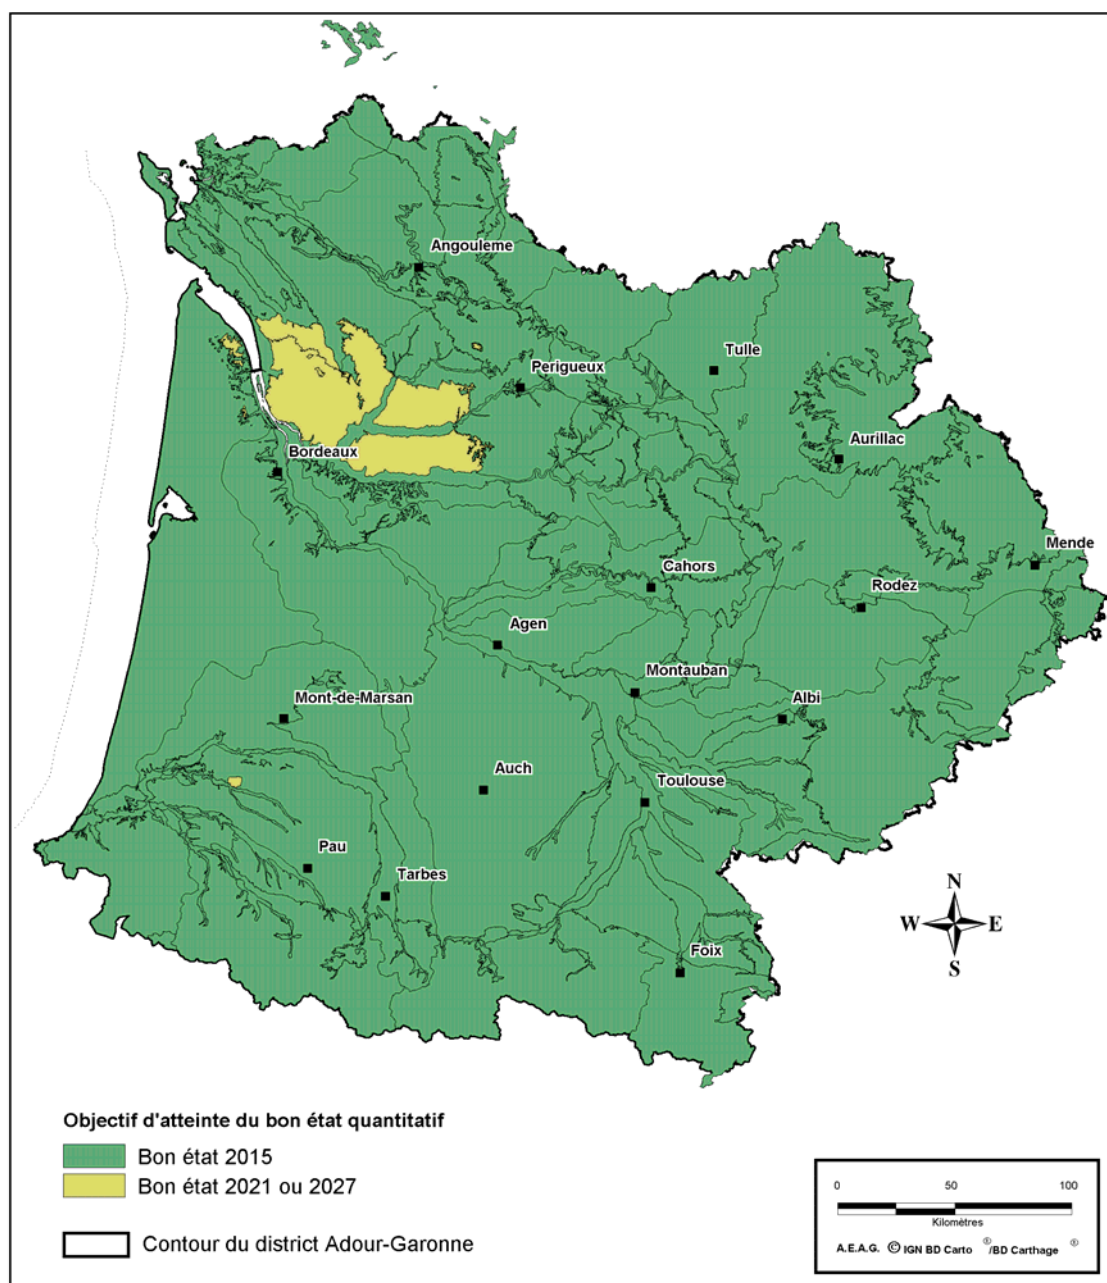 Angouleme
Perigueux
Tulle
Aurillac
Bordeaux
Mende
Cahors
Rodez
Agen
Montauban
Mont-de-Marsan
Albi
Auch
Toulouse
Pau
Tarbes
Foix
N
W E
S
Objectif d'atteinte du bon état quantitatif
Bon état 2015
Bon état 2021 ou 2027
Contour du district Adour-Garonne
0 50 100
Kilomètres
A.E.A.G. © IGN BD Carto ® /BD Carthage ®